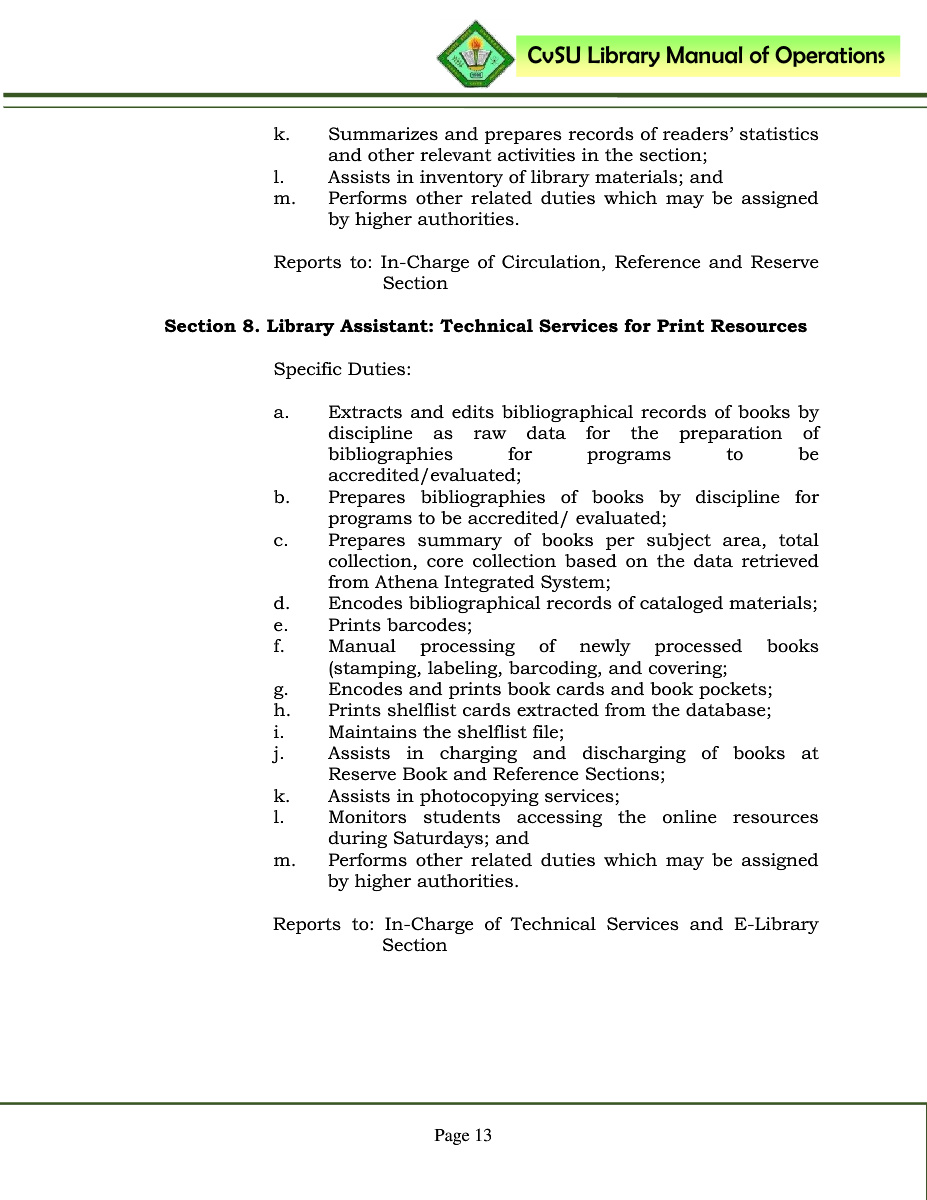 CvSU Library Manual of Operations
k. Summarizes and prepares records of readers’ statistics
and other relevant activities in the section;
l. Assists in inventory of library materials; and
m. Performs other related duties which may be assigned
by higher authorities.
Reports to: In-Charge of Circulation, Reference and Reserve
Section
Section 8. Library Assistant: Technical Services for Print Resources
Specific Duties:
a. Extracts and edits bibliographical records of books by
discipline as raw data for the preparation of
bibliographies for programs to be
accredited/evaluated;
b. Prepares bibliographies of books by discipline for
programs to be accredited/ evaluated;
c. Prepares summary of books per subject area, total
collection, core collection based on the data retrieved
from Athena Integrated System;
d. Encodes bibliographical records of cataloged materials;
e. Prints barcodes;
f. Manual processing of newly processed books
(stamping, labeling, barcoding, and covering;
g. Encodes and prints book cards and book pockets;
h. Prints shelflist cards extracted from the database;
i. Maintains the shelflist file;
j. Assists in charging and discharging of books at
Reserve Book and Reference Sections;
k. Assists in photocopying services;
l. Monitors students accessing the online resources
during Saturdays; and
m. Performs other related duties which may be assigned
by higher authorities.
Reports to: In-Charge of Technical Services and E-Library
Section
Page 13